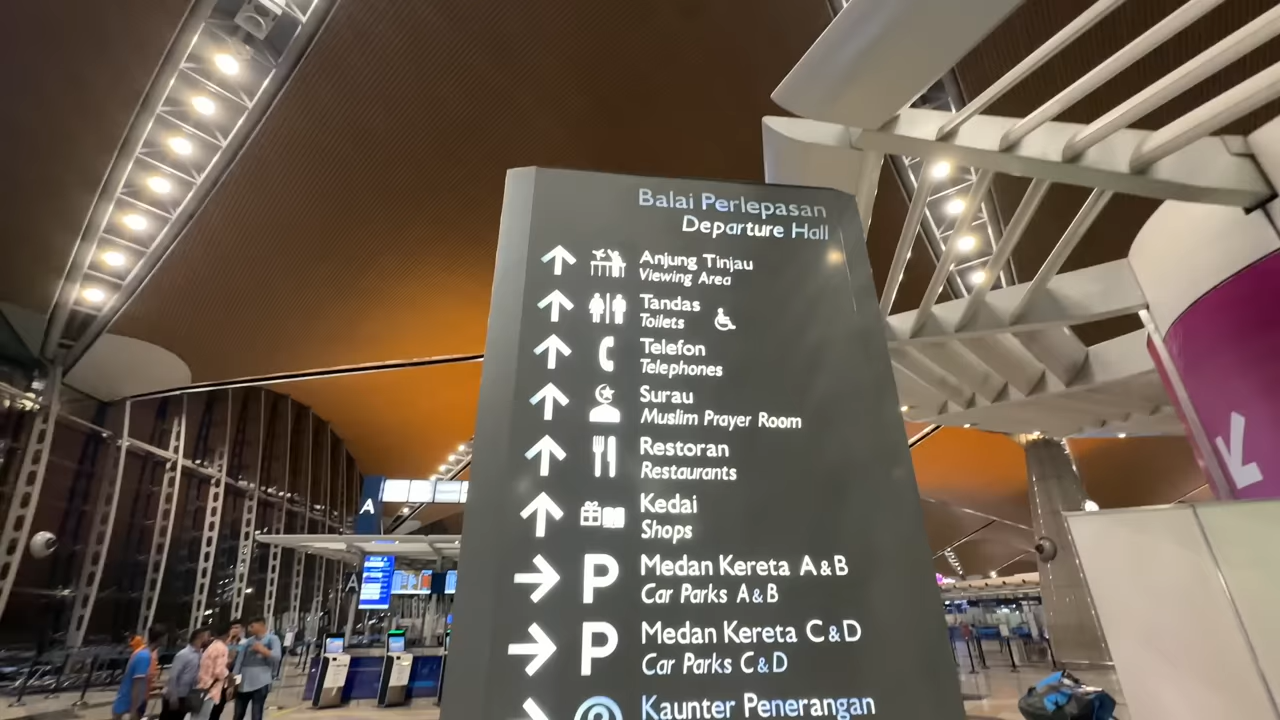 Balai Perlepasan
Departure Hall
Anjung Tinjau
Viewing Area
Tandas
Toilets
Telefon
Telephones
Surau
Muslim Prayer Room
Restoran
Restaurants
Kedai
Shops
P Medan Kereta A & B
Car Parks A & B
P Medan Kereta C & D
Car Parks C & D
Kaunter Penerangan
A
A